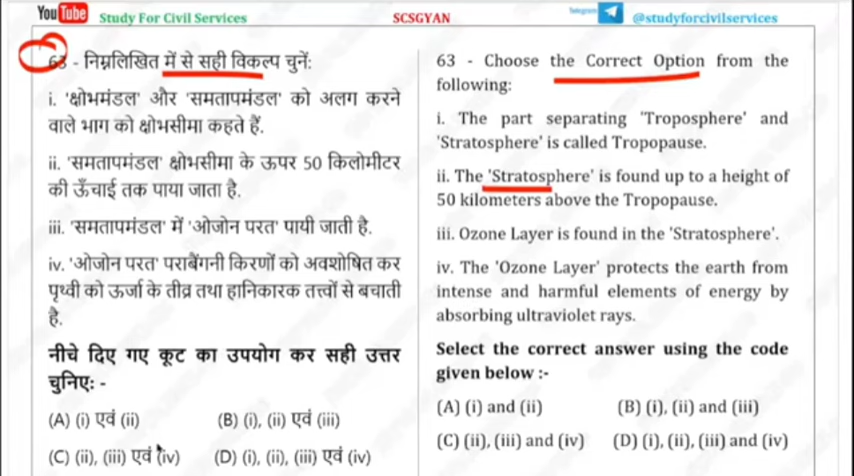 You Tube Study For Civil Services
SCSGYAN
Telegram @studyforcivilservices
63 - निम्नलिखित में से सही विकल्प चुनें:
i. 'क्षोभमंडल' और 'समतापमंडल' को अलग करने
वाले भाग को क्षोभसीमा कहते हैं.
ii. 'समतापमंडल' क्षोभसीमा के ऊपर 50 किलोमीटर
की ऊँचाई तक पाया जाता है.
iii. 'समतापमंडल' में 'ओजोन परत' पायी जाती है.
iv. 'ओजोन परत' पराबैंगनी किरणों को अवशोषित कर
पृथ्वी को ऊर्जा के तीव्र तथा हानिकारक तत्त्वों से बचाती
है.
नीचे दिए गए कूट का उपयोग कर सही उत्तर
चुनिए: -
(A) (i) एवं (ii) (B) (i), (ii) एवं (iii)
(C) (ii), (iii) एवं (iv) (D) (i), (ii), (iii) एवं (iv)
63 - Choose the Correct Option from the
following:
i. The part separating 'Troposphere' and
'Stratosphere' is called Tropopause.
ii. The 'Stratosphere' is found up to a height of
50 kilometers above the Tropopause.
iii. Ozone Layer is found in the 'Stratosphere'.
iv. The 'Ozone Layer' protects the earth from
intense and harmful elements of energy by
absorbing ultraviolet rays.
Select the correct answer using the code
given below :-
(A) (i) and (ii) (B) (i), (ii) and (iii)
(C) (ii), (iii) and (iv) (D) (i), (ii), (iii) and (iv)